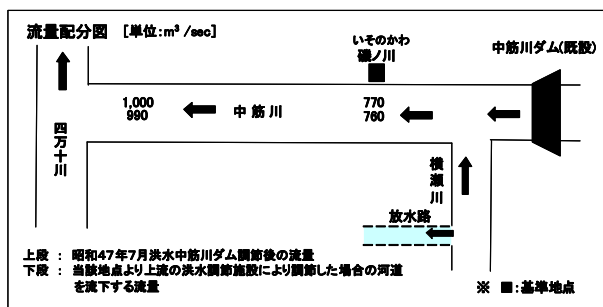 流量配分図 [単位:m³/sec]
いそのかわ
磯ノ川
中筋川ダム(既設)
1,000
990
中筋川
770
760
四万十川
横瀬川
放水路
上段 : 昭和47年7月洪水中筋川ダム調節後の流量
下段 : 当該地点より上流の洪水調節施設により調節した場合の河道
を流下する流量
※ ■:基準地点